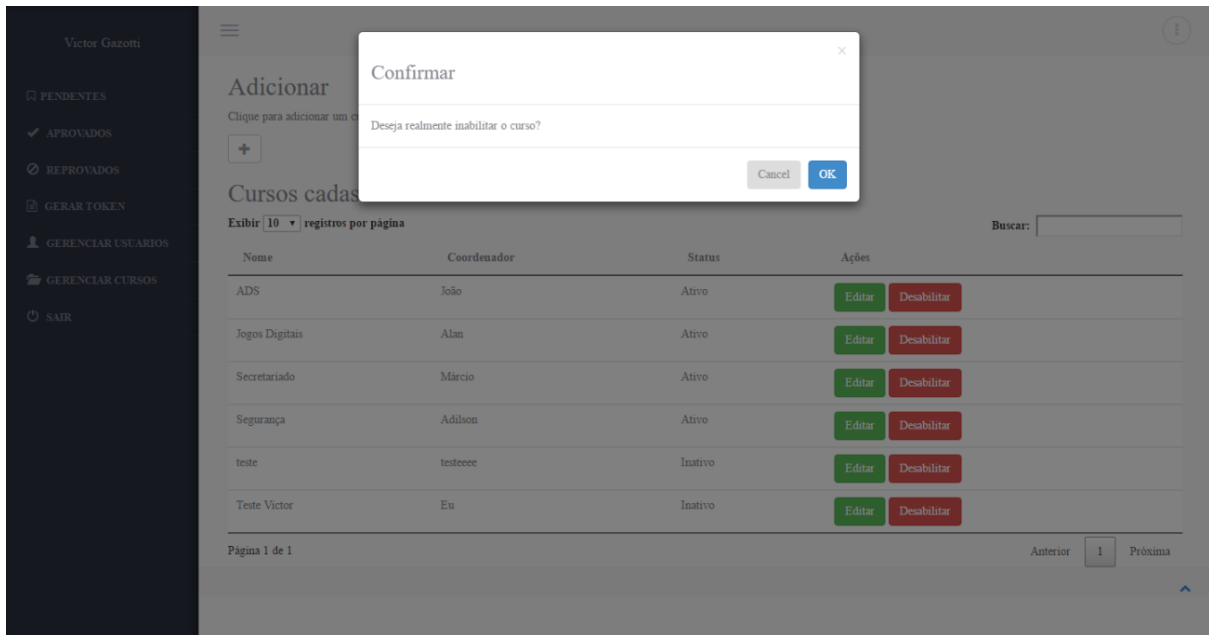 Victor Gazotti
PENDENTES
APROVADOS
REPROVADOS
GERAR TOKEN
GERENCIAR USUARIOS
GERENCIAR CURSOS
SAIR
×
Confirmar
Deseja realmente inabilitar o curso?
Cancel OK
Adicionar
Clique para adicionar um
Cursos cadas
Exibir 10 registros por página
Buscar:
Nome Coordenador Status Ações
ADS João Ativo Editar Desabilitar
Jogos Digitais Alan Ativo Editar Desabilitar
Secretariado Márcio Ativo Editar Desabilitar
Segurança Adilson Ativo Editar Desabilitar
teste testeeee Inativo Editar Desabilitar
Teste Victor Eu Inativo Editar Desabilitar
Página 1 de 1
Anterior 1 Próxima